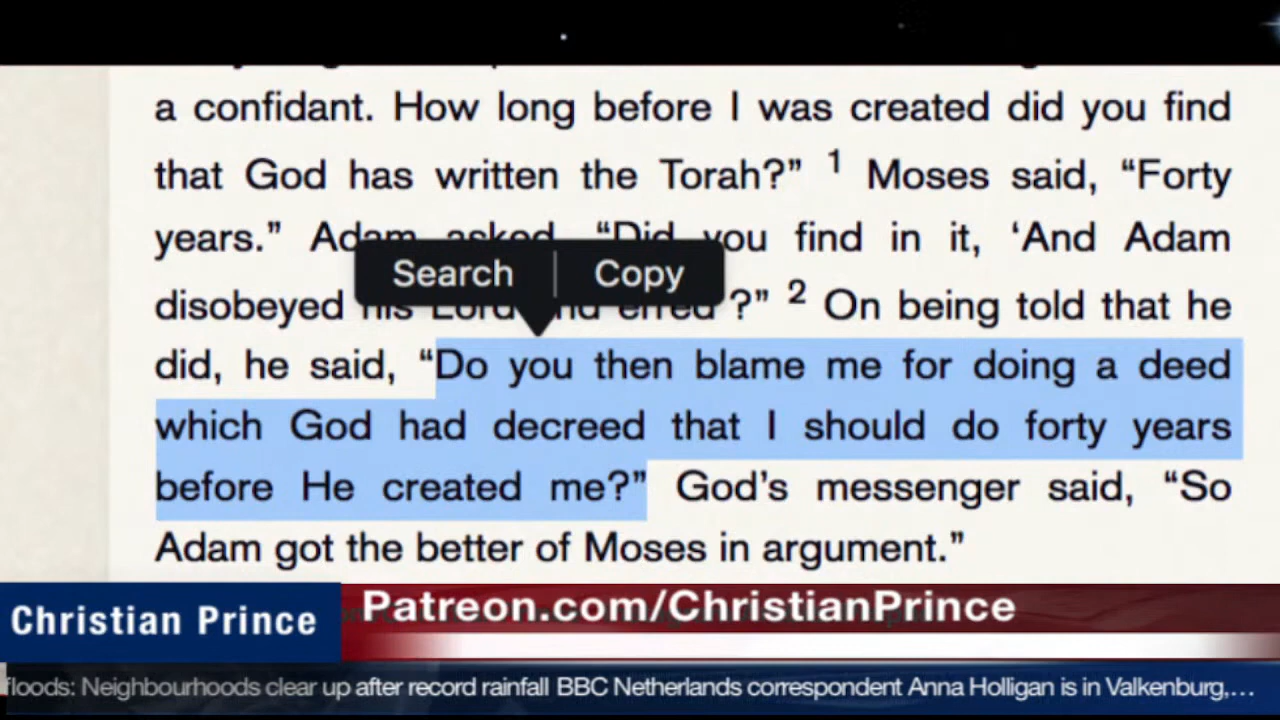 a confidant. How long before I was created did you find
that God has written the Torah?” 1 Moses said, “Forty
years.” Adam asked, “Did you find in it, ‘And Adam
Search Copy
disobeyed his Lord and erred’?” 2 On being told that he
did, he said, “Do you then blame me for doing a deed
which God had decreed that I should do forty years
before He created me?” God’s messenger said, “So
Adam got the better of Moses in argument.”
Christian Prince
Patreon.com/ChristianPrince
floods: Neighbourhoods clear up after record rainfall BBC Netherlands correspondent Anna Holligan is in Valkenburg,…